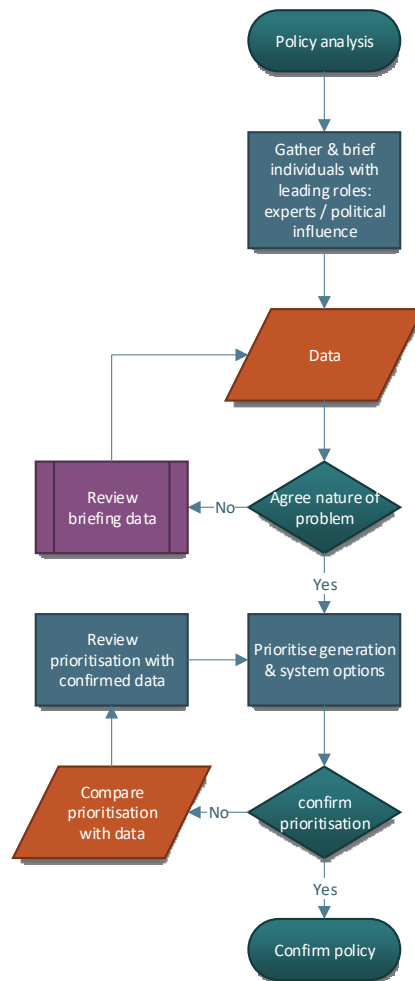 Policy analysis
Gather & brief
individuals with
leading roles:
experts / political
influence
Data
Review
briefing data
No
Agree nature of
problem
Yes
Review
prioritisation with
confirmed data
Prioritise generation
& system options
Compare
prioritisation
with data
No
confirm
prioritisation
Yes
Confirm policy